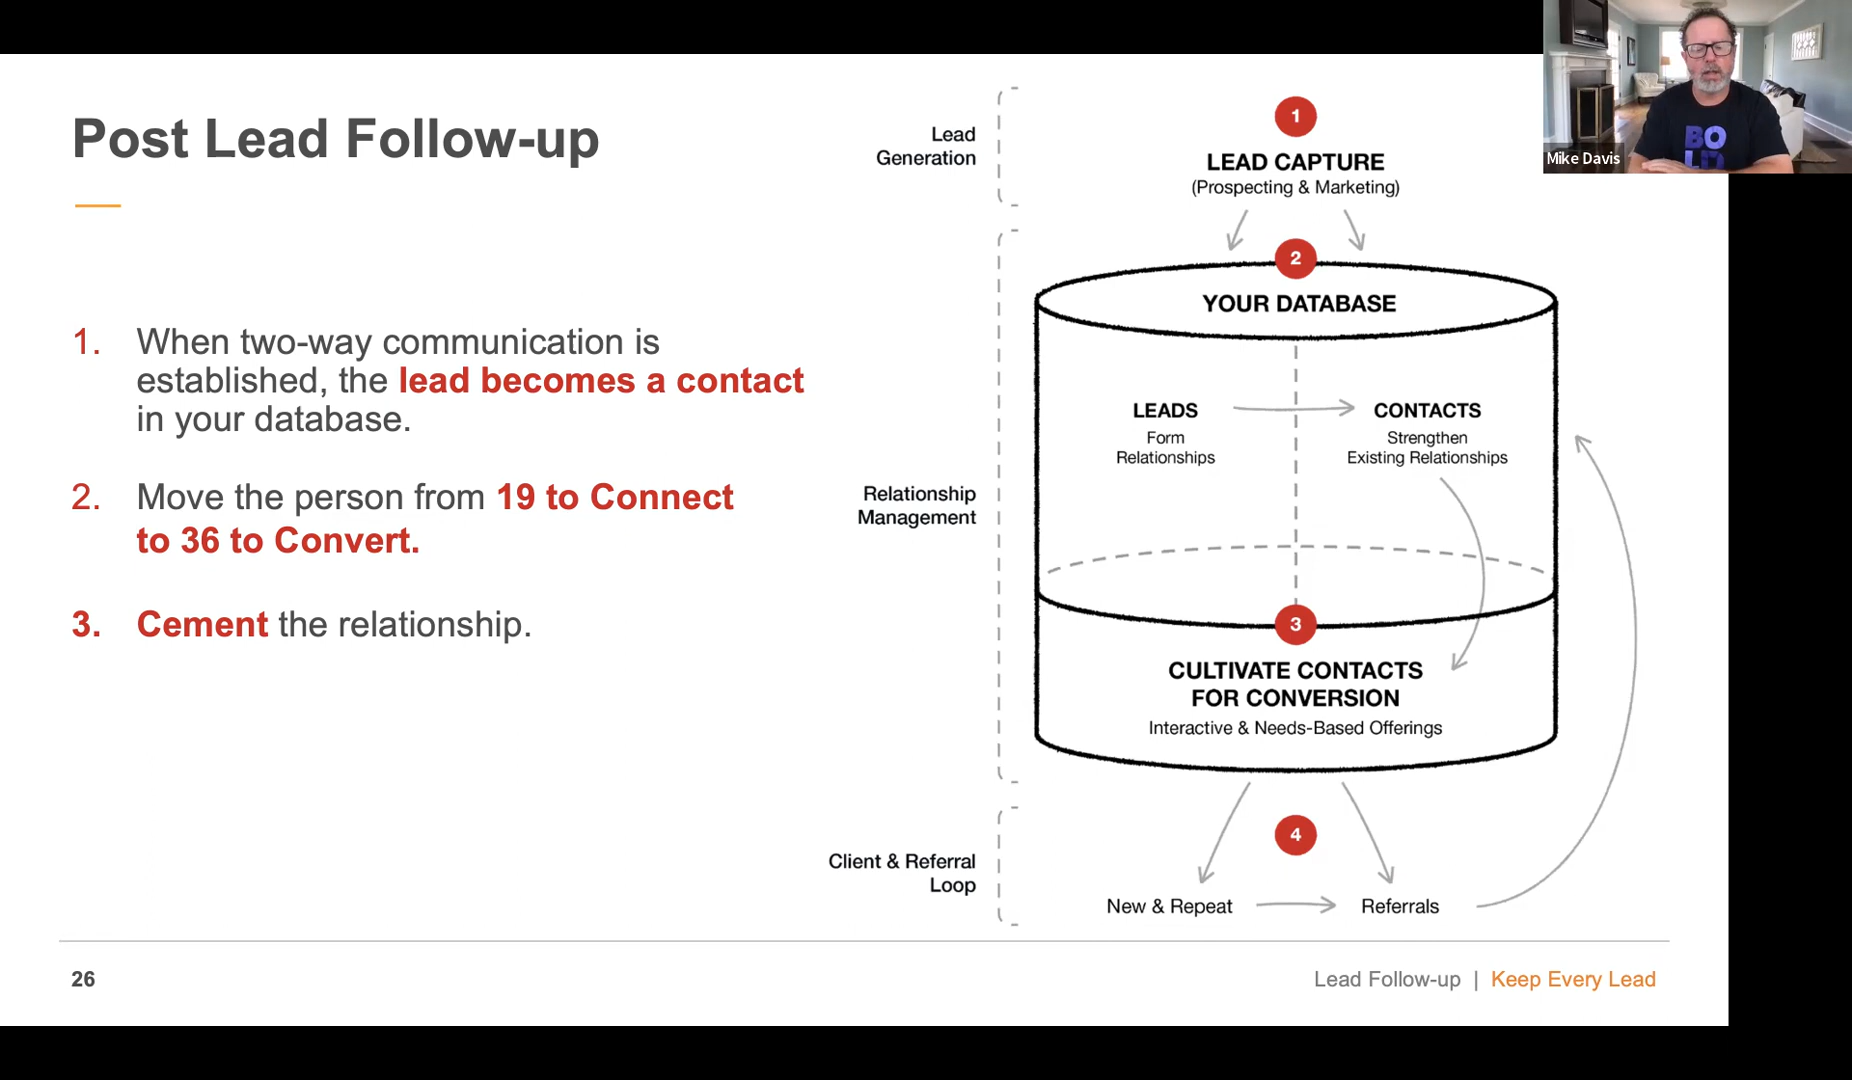 Post Lead Follow-up
1. When two-way communication is
established, the lead becomes a contact
in your database.
2. Move the person from 19 to Connect
to 36 to Convert.
3. Cement the relationship.
Lead
Generation
1
LEAD CAPTURE
(Prospecting & Marketing)
2
YOUR DATABASE
LEADS
Form
Relationships
CONTACTS
Strengthen
Existing Relationships
Relationship
Management
3
CULTIVATE CONTACTS
FOR CONVERSION
Interactive & Needs-Based Offerings
Client & Referral
Loop
4
New & Repeat
Referrals
26
Lead Follow-up | Keep Every Lead
BO
LD
Mike Davis